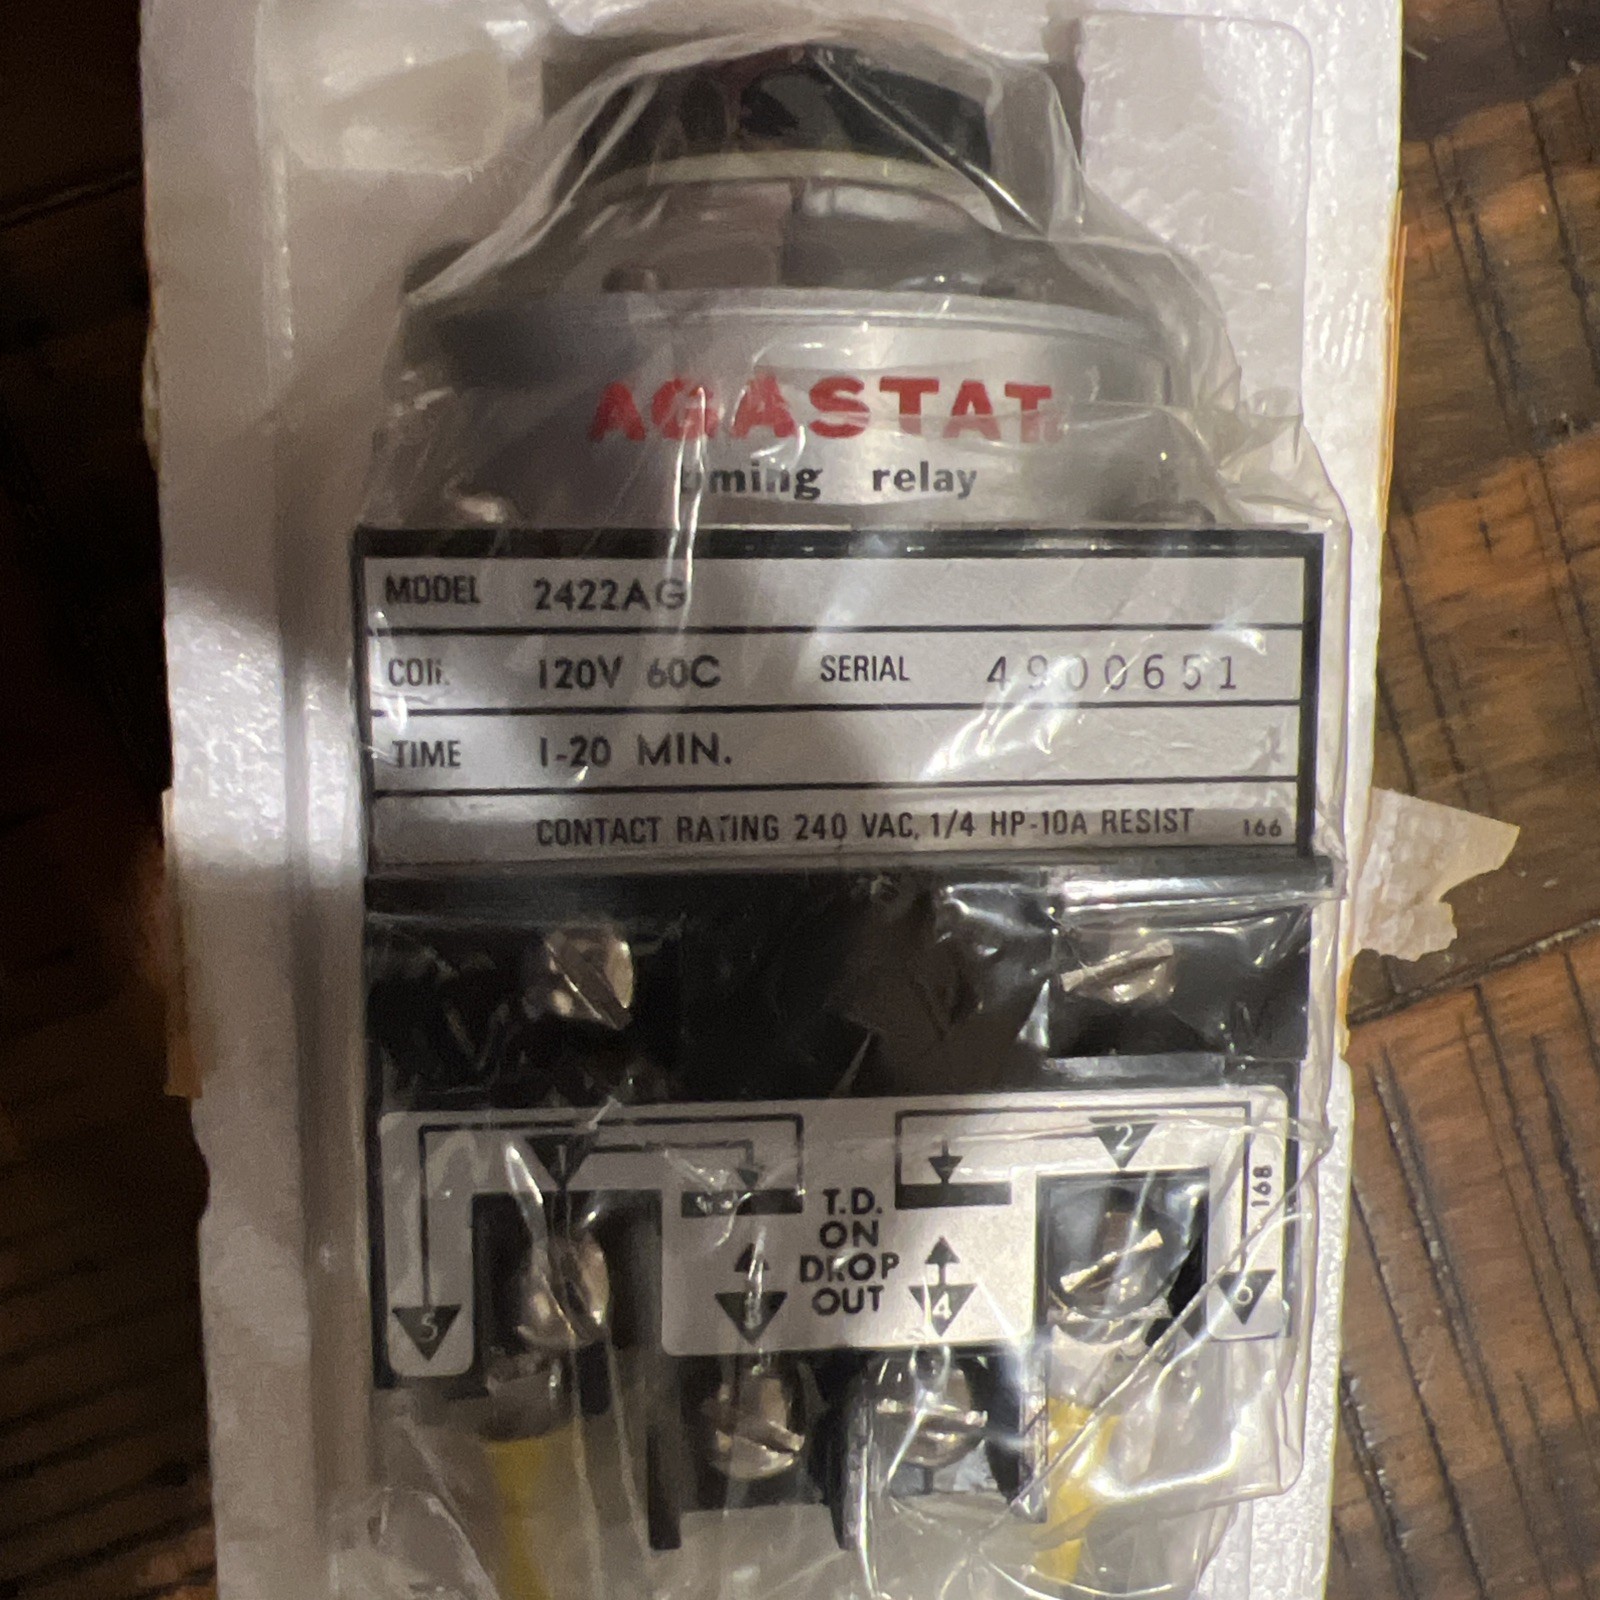 AGASTAT
timing relay
MODEL 2422AG
COIL 120V 60C SERIAL 4900651
TIME 1-20 MIN.
CONTACT RATING 240 VAC, 1/4 HP-10A RESIST 166
1 2
168
T.D.
ON
DROP
OUT
5 3 4 6